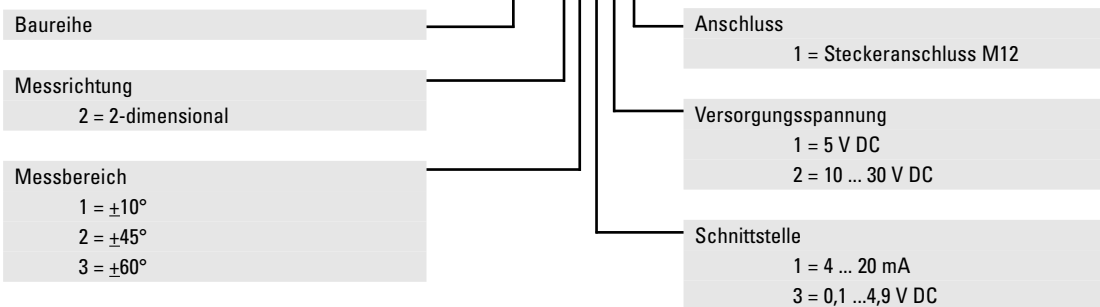 Baureihe
Messrichtung
2 = 2-dimensional
Messbereich
1 = ±10°
2 = ±45°
3 = ±60°
Anschluss
1 = Steckeranschluss M12
Versorgungsspannung
1 = 5 V DC
2 = 10 ... 30 V DC
Schnittstelle
1 = 4 ... 20 mA
3 = 0,1 ...4,9 V DC